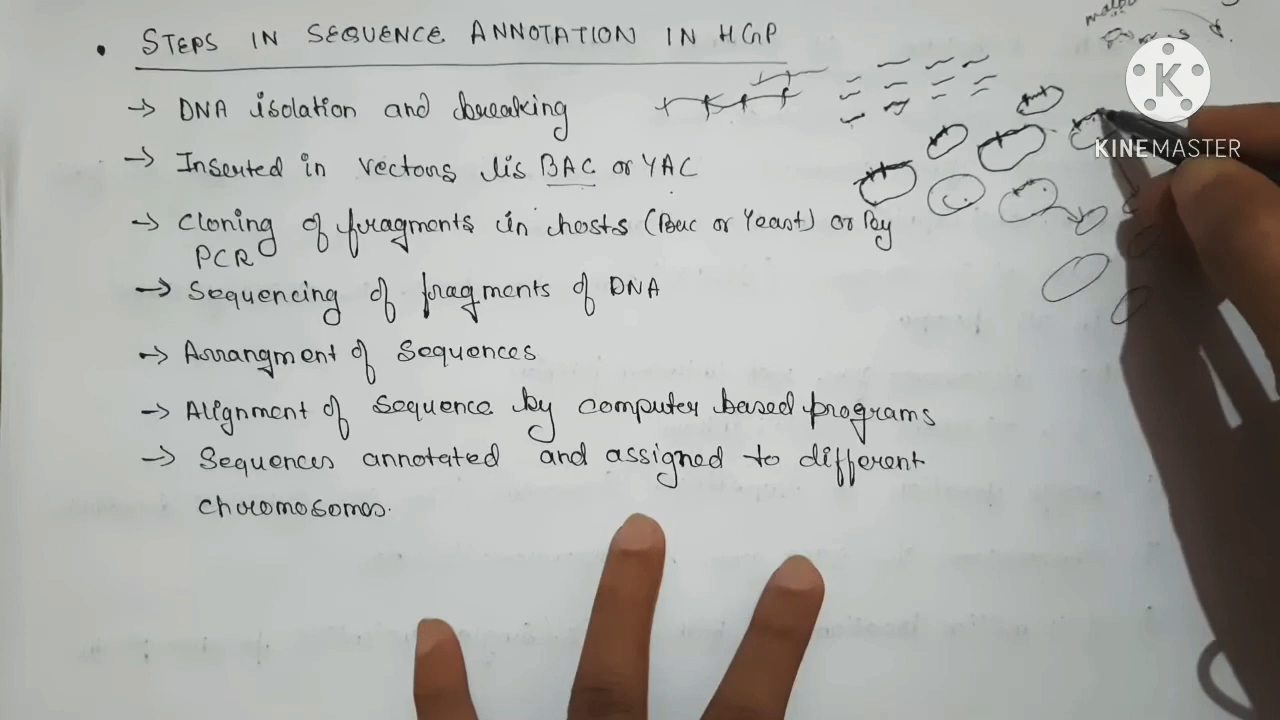 • STEPS IN SEQUENCE ANNOTATION IN HGP
→ DNA isolation and breaking
→ Inserted in vectors BAC or YAC
→ Cloning of fragments in hosts (Bac or Yeast) or By
PCR
→ Sequencing of fragments of DNA
→ Arrangment of Sequences
→ Alignment of Sequence by computer based programs
→ Sequences annotated and assigned to different
chromosomes.
K
KINEMASTER